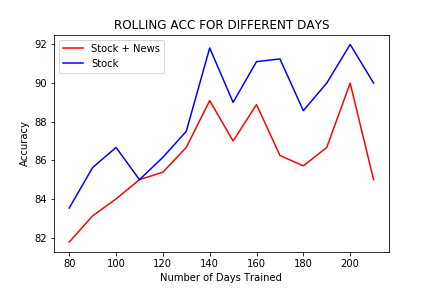 ROLLING ACC FOR DIFFERENT DAYS
Stock + News
Stock
Accuracy
92
90
88
86
84
82
80 100 120 140 160 180 200
Number of Days Trained